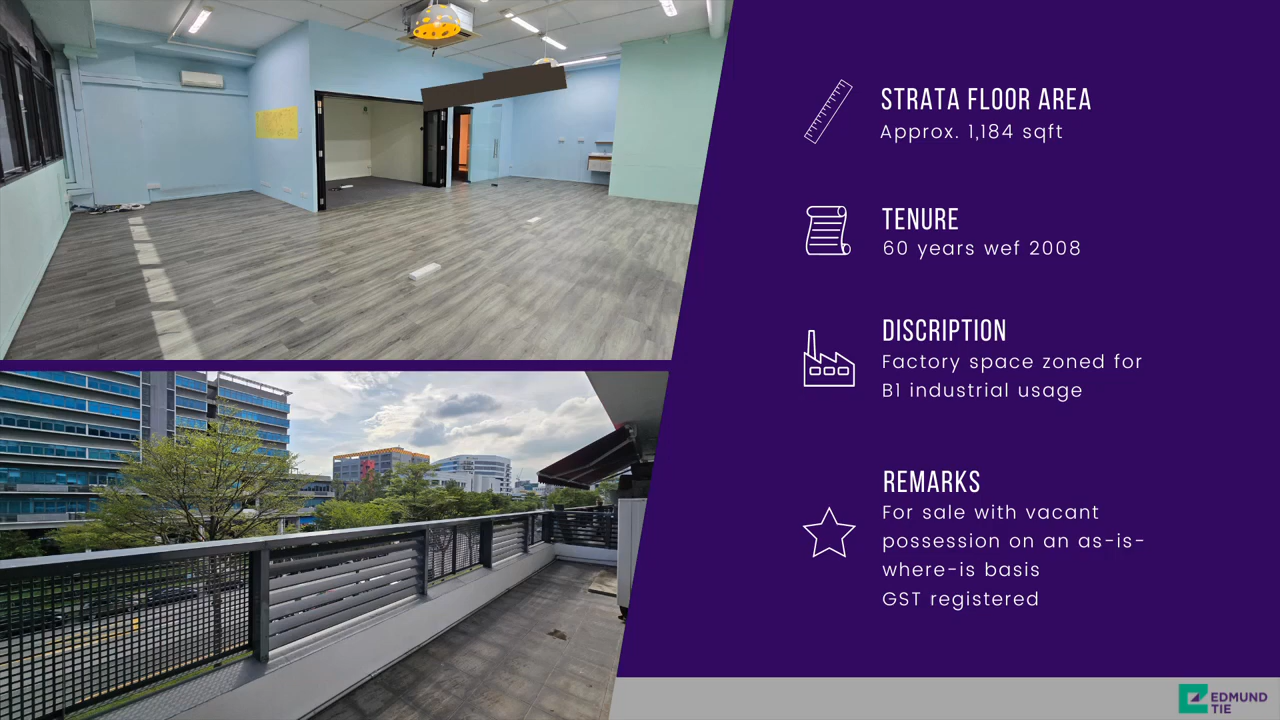 STRATA FLOOR AREA
Approx. 1,184 sqft
TENURE
60 years wef 2008
DISCRIPTION
Factory space zoned for
B1 industrial usage
REMARKS
For sale with vacant
possession on an as-is-
where-is basis
GST registered
EDMUND
TIE